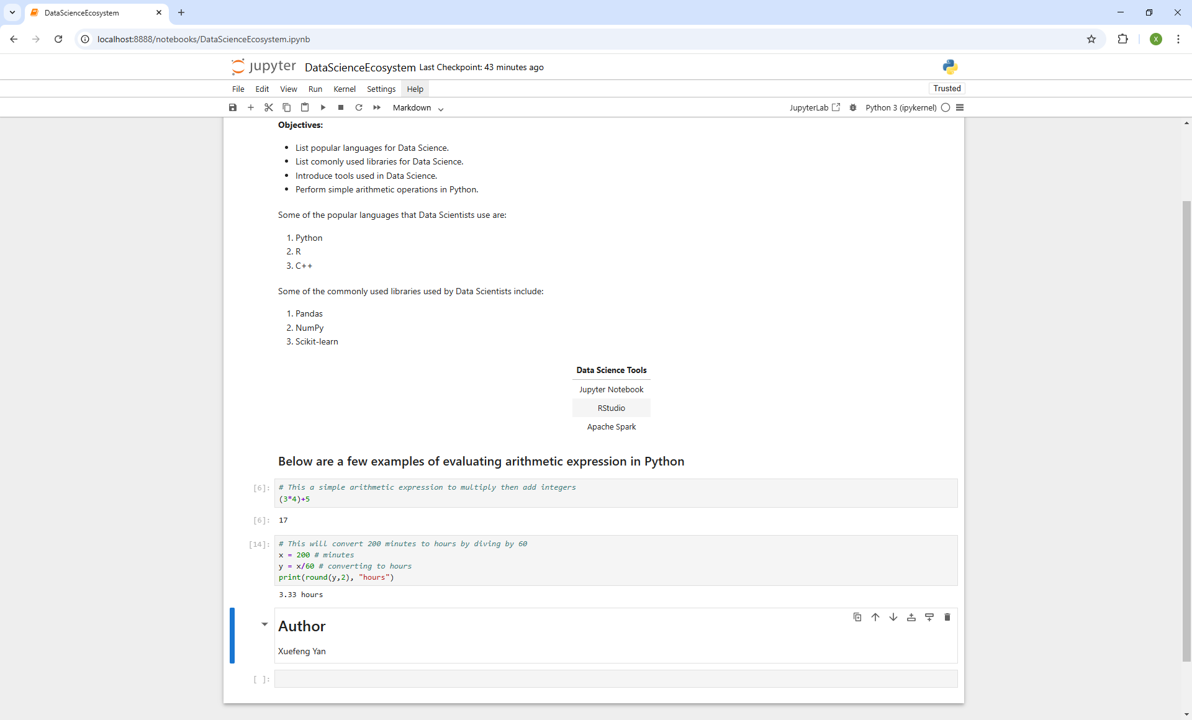 DataScienceEcosystem
localhost:8888/notebooks/DataScienceEcosystem.ipynb
X
jupyter DataScienceEcosystem Last Checkpoint: 43 minutes ago
File Edit View Run Kernel Settings Help Trusted
Markdown JupyterLab Python 3 (ipykernel)
Objectives:
• List popular languages for Data Science.
• List comonly used libraries for Data Science.
• Introduce tools used in Data Science.
• Perform simple arithmetic operations in Python.
Some of the popular languages that Data Scientists use are:
1. Python
2. R
3. C++
Some of the commonly used libraries used by Data Scientists include:
1. Pandas
2. NumPy
3. Scikit-learn
Data Science Tools
Jupyter Notebook
RStudio
Apache Spark
Below are a few examples of evaluating arithmetic expression in Python
[6]: # This a simple arithmetic expression to multiply then add integers
(3*4)+5
[6]: 17
[14]: # This will convert 200 minutes to hours by diving by 60
x = 200 # minutes
y = x/60 # converting to hours
print(round(y,2), "hours")
3.33 hours
Author
Xuefeng Yan
[ ]: